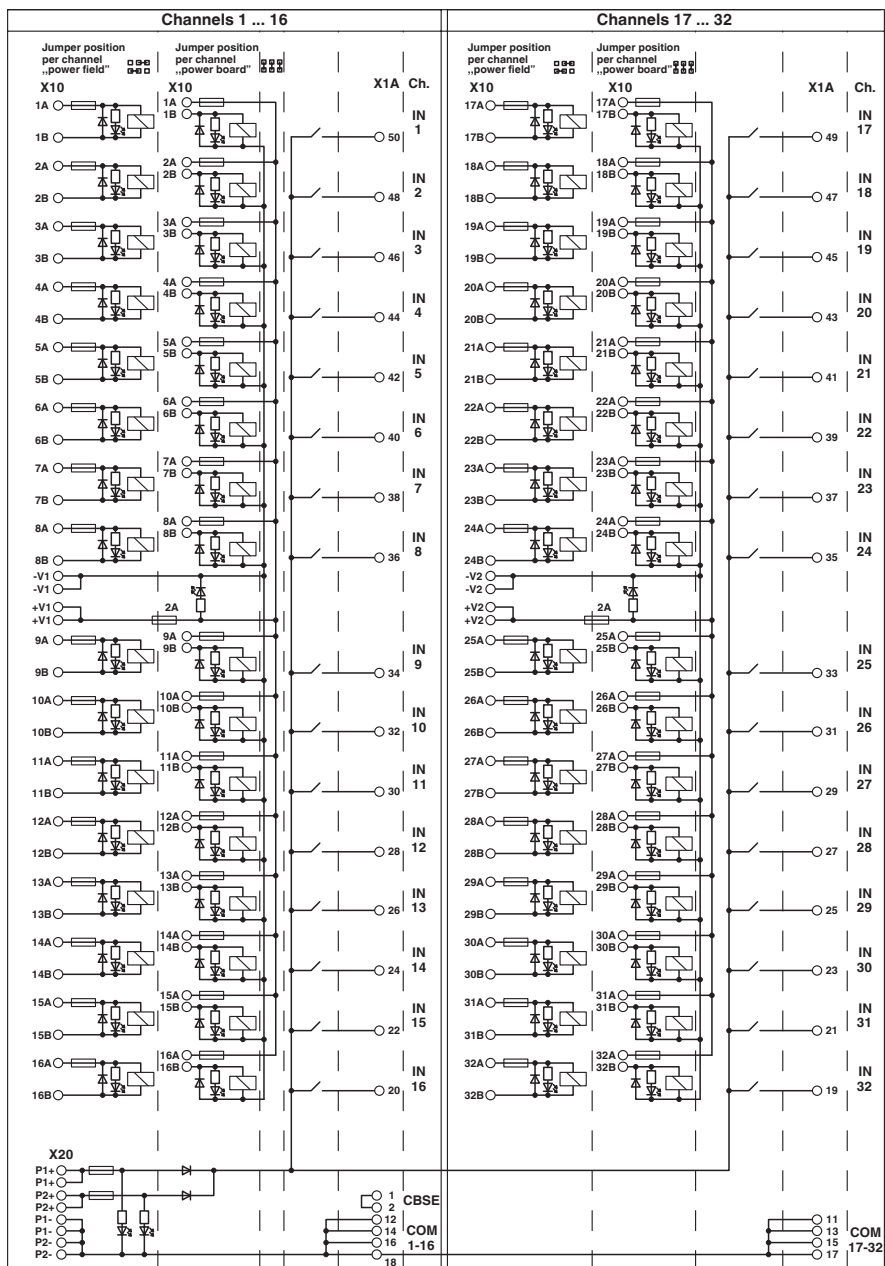 Channels 1 ... 16
Channels 17 ... 32
Jumper position
per channel
„power field”
Jumper position
per channel
„power board”
Jumper position
per channel
„power field”
Jumper position
per channel
„power board”
X10 X10 X1A Ch.
X10 X10 X1A Ch.
1A 1A 1B 1B 50 IN 1
17A 17A 17B 17B 49 IN 17
2A 2A 2B 2B 48 IN 2
18A 18A 18B 18B 47 IN 18
3A 3A 3B 3B 46 IN 3
19A 19A 19B 19B 45 IN 19
4A 4A 4B 4B 44 IN 4
20A 20A 20B 20B 43 IN 20
5A 5A 5B 5B 42 IN 5
21A 21A 21B 21B 41 IN 21
6A 6A 6B 6B 40 IN 6
22A 22A 22B 22B 39 IN 22
7A 7A 7B 7B 38 IN 7
23A 23A 23B 23B 37 IN 23
8A 8A 8B 8B 36 IN 8
24A 24A 24B 24B 35 IN 24
-V1
-V1
+V1 2A
+V1
-V2
-V2
+V2 2A
+V2
9A 9A 9B 9B 34 IN 9
25A 25A 25B 25B 33 IN 25
10A 10A 10B 10B 32 IN 10
26A 26A 26B 26B 31 IN 26
11A 11A 11B 11B 30 IN 11
27A 27A 27B 27B 29 IN 27
12A 12A 12B 12B 28 IN 12
28A 28A 28B 28B 27 IN 28
13A 13A 13B 13B 26 IN 13
29A 29A 29B 29B 25 IN 29
14A 14A 14B 14B 24 IN 14
30A 30A 30B 30B 23 IN 30
15A 15A 15B 15B 22 IN 15
31A 31A 31B 31B 21 IN 31
16A 16A 16B 16B 20 IN 16
32A 32A 32B 32B 19 IN 32
X20
P1+
P1+
P2+
P2+
P1-
P1-
P2-
P2-
1
2
CBSE
12
14
16
18
COM
1-16
11
13
15
17
COM
17-32